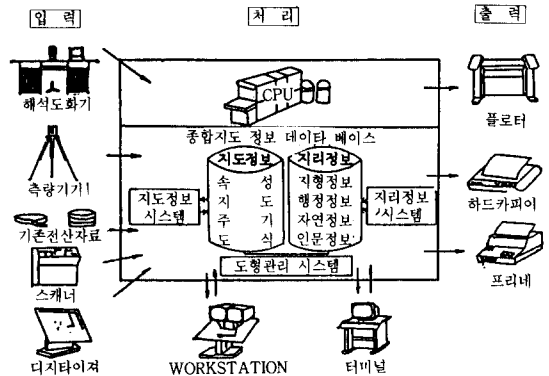 입 력
처 리
출 력
해석도화기
측량기기
기존전산자료
스캐너
디지타이져
CPU
종합지도 정보 데이타 베이스
지도정보
속 성
지 도
주 기
도 식
지리정보
지형정보
행정정보
자연정보
인문정보
지도정보
시스템
지리정보
시스템
도형관리 시스템
WORKSTATION
터미널
플로터
하드카피이
프리네